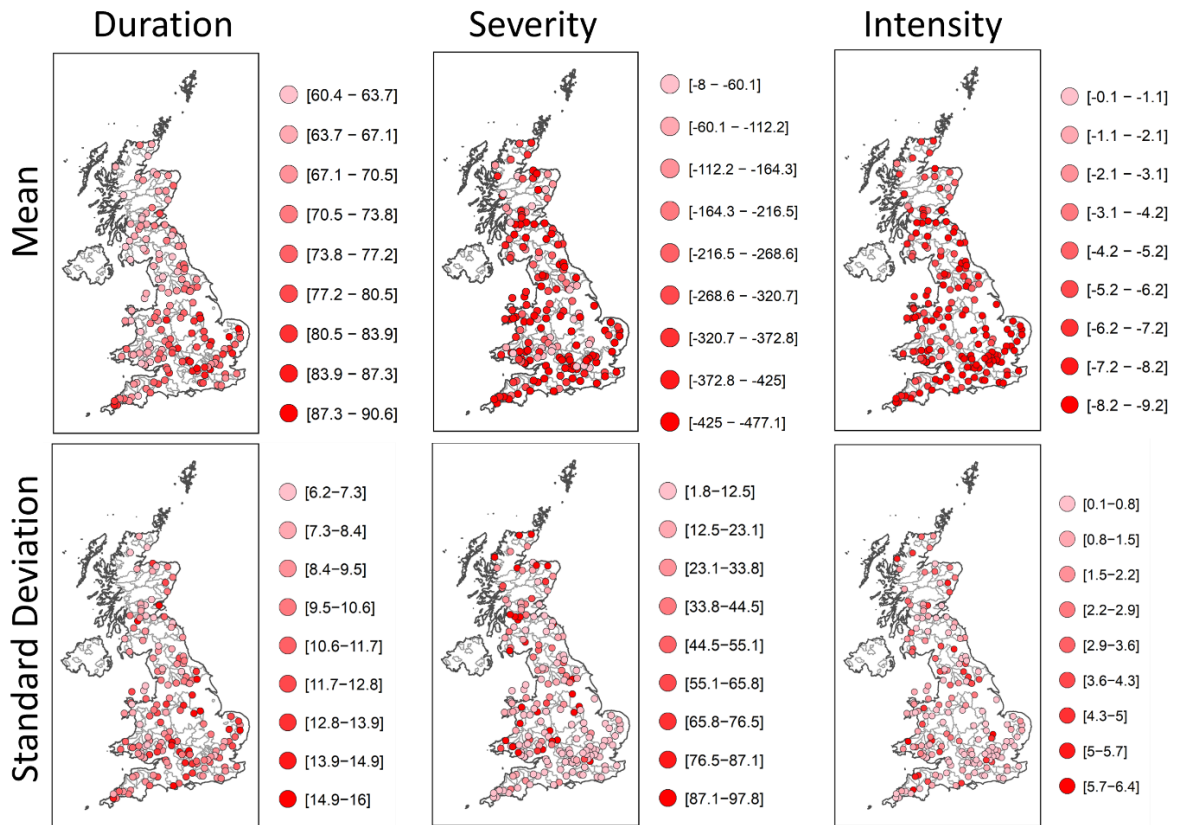 Duration
Severity
Intensity
Mean
[60.4 − 63.7]
[63.7 − 67.1]
[67.1 − 70.5]
[70.5 − 73.8]
[73.8 − 77.2]
[77.2 − 80.5]
[80.5 − 83.9]
[83.9 − 87.3]
[87.3 − 90.6]
[-8 − -60.1]
[-60.1 − -112.2]
[-112.2 − -164.3]
[-164.3 − -216.5]
[-216.5 − -268.6]
[-268.6 − -320.7]
[-320.7 − -372.8]
[-372.8 − -425]
[-425 − -477.1]
[-0.1 − -1.1]
[-1.1 − -2.1]
[-2.1 − -3.1]
[-3.1 − -4.2]
[-4.2 − -5.2]
[-5.2 − -6.2]
[-6.2 − -7.2]
[-7.2 − -8.2]
[-8.2 − -9.2]
Standard Deviation
[6.2−7.3]
[7.3−8.4]
[8.4−9.5]
[9.5−10.6]
[10.6−11.7]
[11.7−12.8]
[12.8−13.9]
[13.9−14.9]
[14.9−16]
[1.8−12.5]
[12.5−23.1]
[23.1−33.8]
[33.8−44.5]
[44.5−55.1]
[55.1−65.8]
[65.8−76.5]
[76.5−87.1]
[87.1−97.8]
[0.1−0.8]
[0.8−1.5]
[1.5−2.2]
[2.2−2.9]
[2.9−3.6]
[3.6−4.3]
[4.3−5]
[5−5.7]
[5.7−6.4]